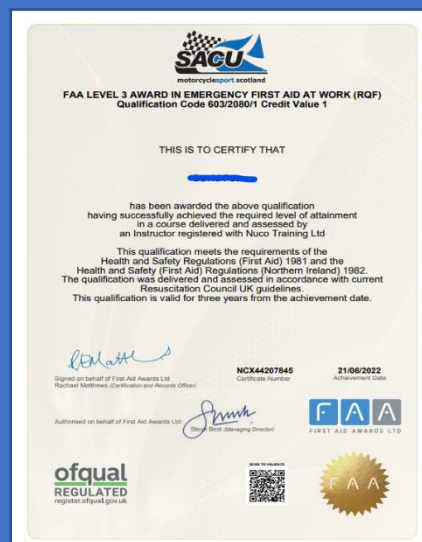 SACU
motorcyclesport scotland
FAA LEVEL 3 AWARD IN EMERGENCY FIRST AID AT WORK (RQF)
Qualification Code 603/2080/1 Credit Value 1
THIS IS TO CERTIFY THAT
has been awarded the above qualification
having successfully achieved the required level of attainment
in a course delivered and assessed by
an Instructor registered with Nuco Training Ltd
This qualification meets the requirements of the
Health and Safety Regulations (First Aid) 1981 and the
Health and Safety (First Aid) Regulations (Northern Ireland) 1982.
The qualification was delivered and assessed in accordance with current
Resuscitation Council UK guidelines.
This qualification is valid for three years from the achievement date.
Signed on behalf of First Aid Awards Ltd
Rachael Matthews (Certification and Records Officer)
NCX44207845
Certificate Number
21/06/2022
Achievement Date
Authorised on behalf of First Aid Awards Ltd
Steve Best (Managing Director)
FAA
FIRST AID AWARDS LTD
ofqual
REGULATED
register.ofqual.gov.uk
SCAN TO VALIDATE
FAA